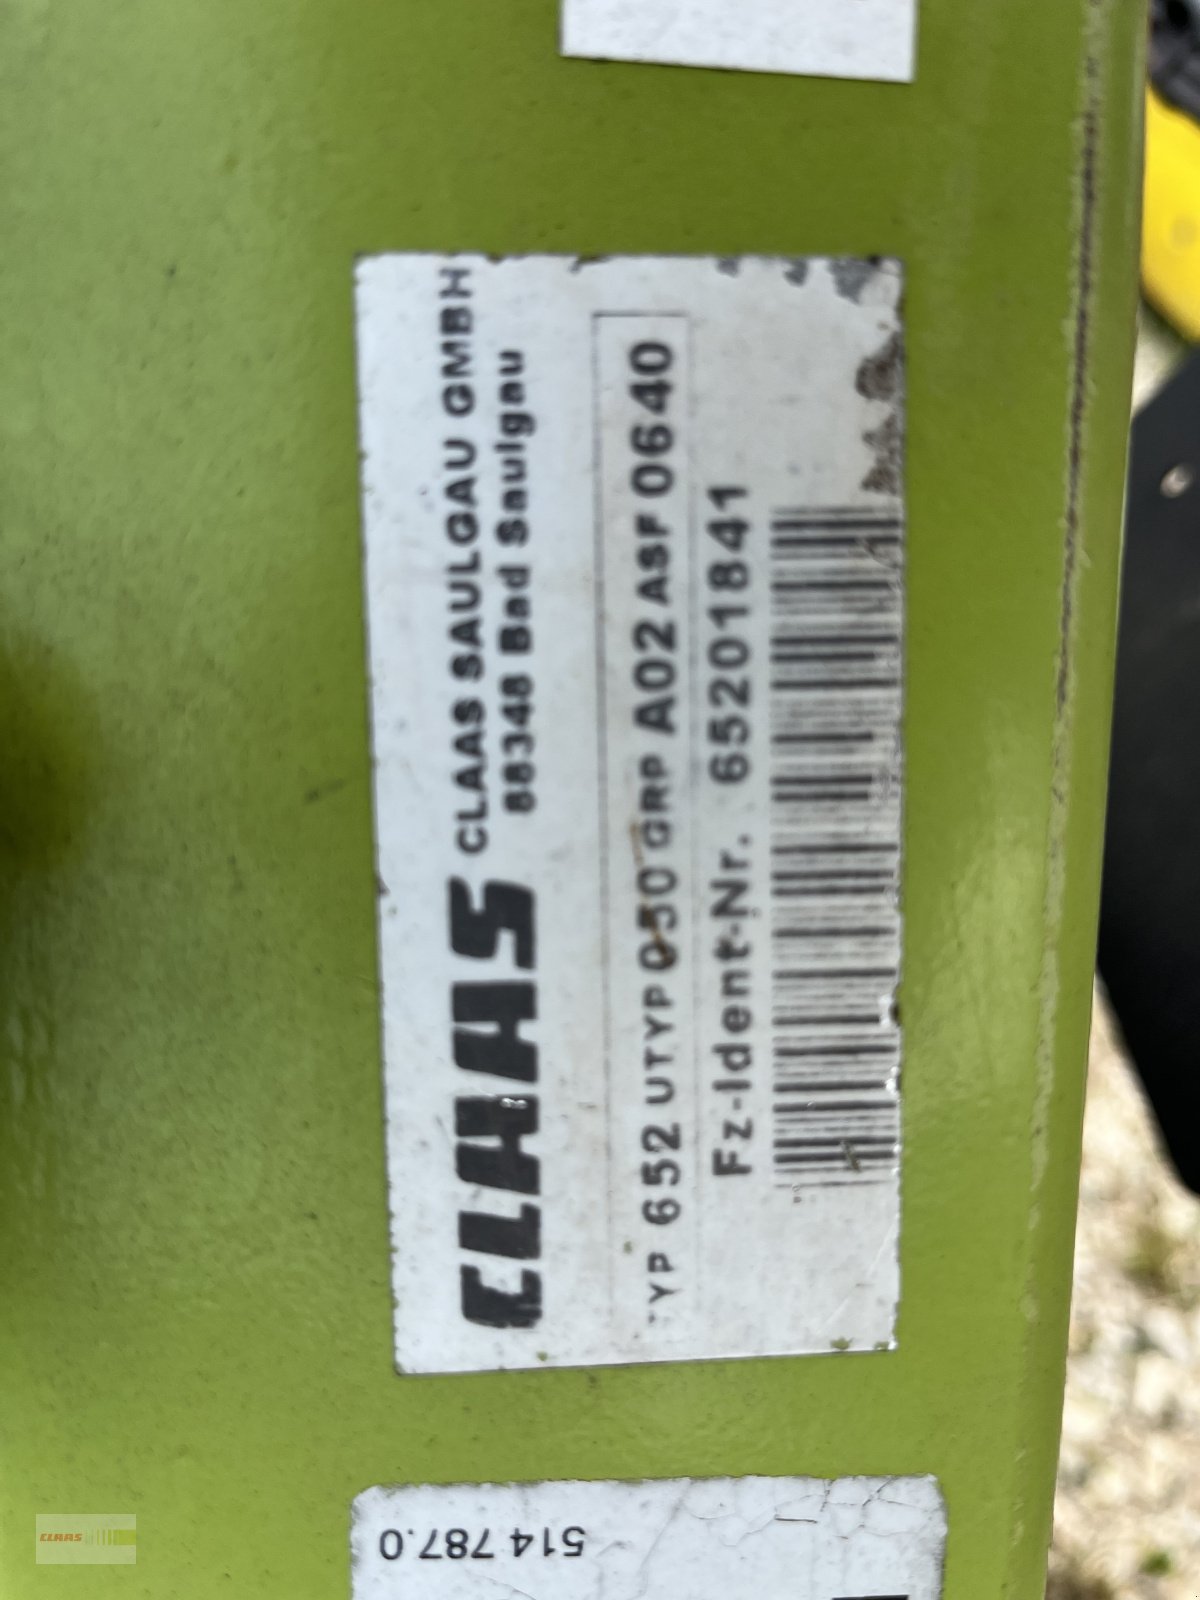 CLAAS CLAAS SAULGAU GMBH
88348 Bad Saulgau
TYP 652 UTYP 050 GRP A02 ASF 0640
Fz-Ident-Nr. 65201841
514 787.0
CLAAS